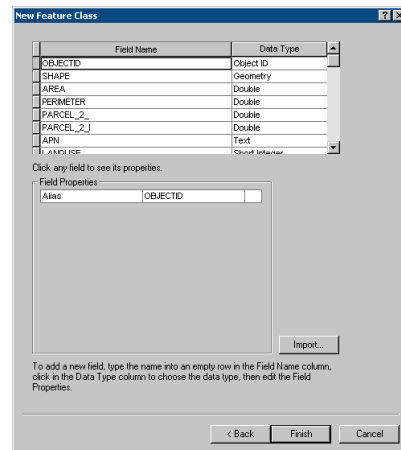 New Feature Class
Field Name Data Type
OBJECTID Object ID
SHAPE Geometry
AREA Double
PERIMETER Double
PARCEL_2_ Double
PARCEL_2_I Double
APN Text
LANDUSE Short Integer
Click any field to see its properties.
Field Properties
Alias OBJECTID
Import...
To add a new field, type the name into an empty row in the Field Name column,
click in the Data Type column to choose the data type, then edit the Field
Properties.
< Back Finish Cancel